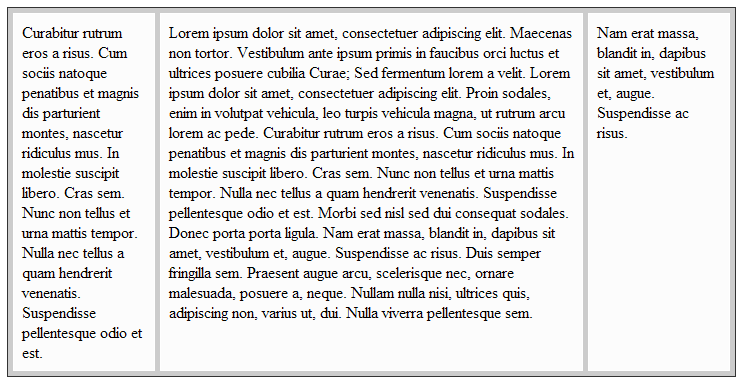 Curabitur rutrum
eros a risus. Cum
sociis natoque
penatibus et magnis
dis parturient
montes, nascetur
ridiculus mus. In
molestie suscipit
libero. Cras sem.
Nunc non tellus et
urna mattis tempor.
Nulla nec tellus a
quam hendrerit
venenatis.
Suspendisse
pellentesque odio et
est.
Lorem ipsum dolor sit amet, consectetuer adipiscing elit. Maecenas
non tortor. Vestibulum ante ipsum primis in faucibus orci luctus et
ultrices posuere cubilia Curae; Sed fermentum lorem a velit. Lorem
ipsum dolor sit amet, consectetuer adipiscing elit. Proin sodales,
enim in volutpat vehicula, leo turpis vehicula magna, ut rutrum arcu
lorem ac pede. Curabitur rutrum eros a risus. Cum sociis natoque
penatibus et magnis dis parturient montes, nascetur ridiculus mus. In
molestie suscipit libero. Cras sem. Nunc non tellus et urna mattis
tempor. Nulla nec tellus a quam hendrerit venenatis. Suspendisse
pellentesque odio et est. Morbi sed nisl sed dui consequat sodales.
Donec porta porta ligula. Nam erat massa, blandit in, dapibus sit
amet, vestibulum et, augue. Suspendisse ac risus. Duis semper
fringilla sem. Praesent augue arcu, scelerisque nec, ornare
malesuada, posuere a, neque. Nullam nulla nisi, ultrices quis,
adipiscing non, varius ut, dui. Nulla viverra pellentesque sem.
Nam erat massa,
blandit in, dapibus
sit amet, vestibulum
et, augue.
Suspendisse ac
risus.